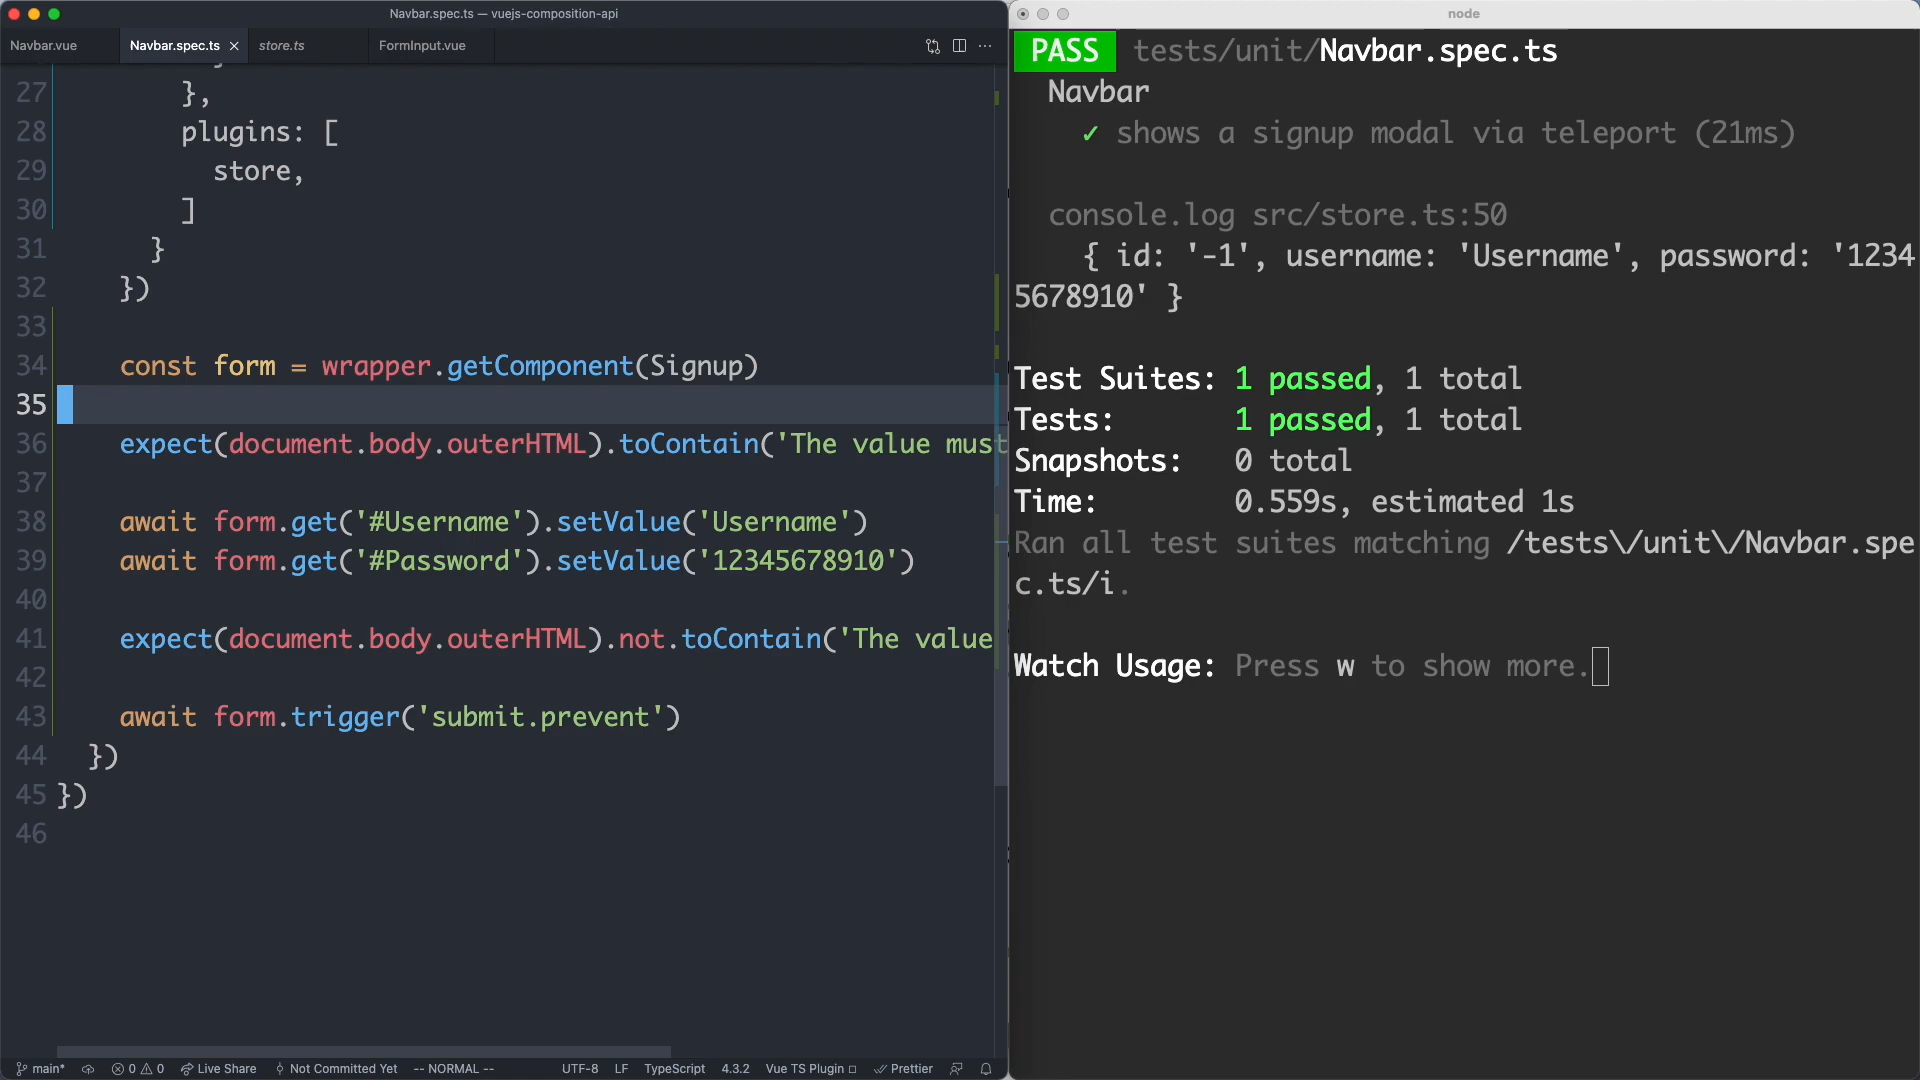 Navbar.spec.ts — vuejs-composition-api
Navbar.vue
Navbar.spec.ts
store.ts
FormInput.vue
27 },
28 plugins: [
29 store,
30 ]
31 }
32 })
33
34 const form = wrapper.getComponent(Signup)
35
36 expect(document.body.outerHTML).toContain('The value must
37
38 await form.get('#Username').setValue('Username')
39 await form.get('#Password').setValue('12345678910')
40
41 expect(document.body.outerHTML).not.toContain('The value
42
43 await form.trigger('submit.prevent')
44 })
45 })
46
main* 0 0 Live Share Not Committed Yet -- NORMAL -- UTF-8 LF TypeScript 4.3.2 Vue TS Plugin Prettier
node
PASS tests/unit/Navbar.spec.ts
Navbar
✓ shows a signup modal via teleport (21ms)
console.log src/store.ts:50
{ id: '-1', username: 'Username', password: '1234
5678910' }
Test Suites: 1 passed, 1 total
Tests: 1 passed, 1 total
Snapshots: 0 total
Time: 0.559s, estimated 1s
Ran all test suites matching /tests\/unit\/Navbar.spe
c.ts/i.
Watch Usage: Press w to show more.